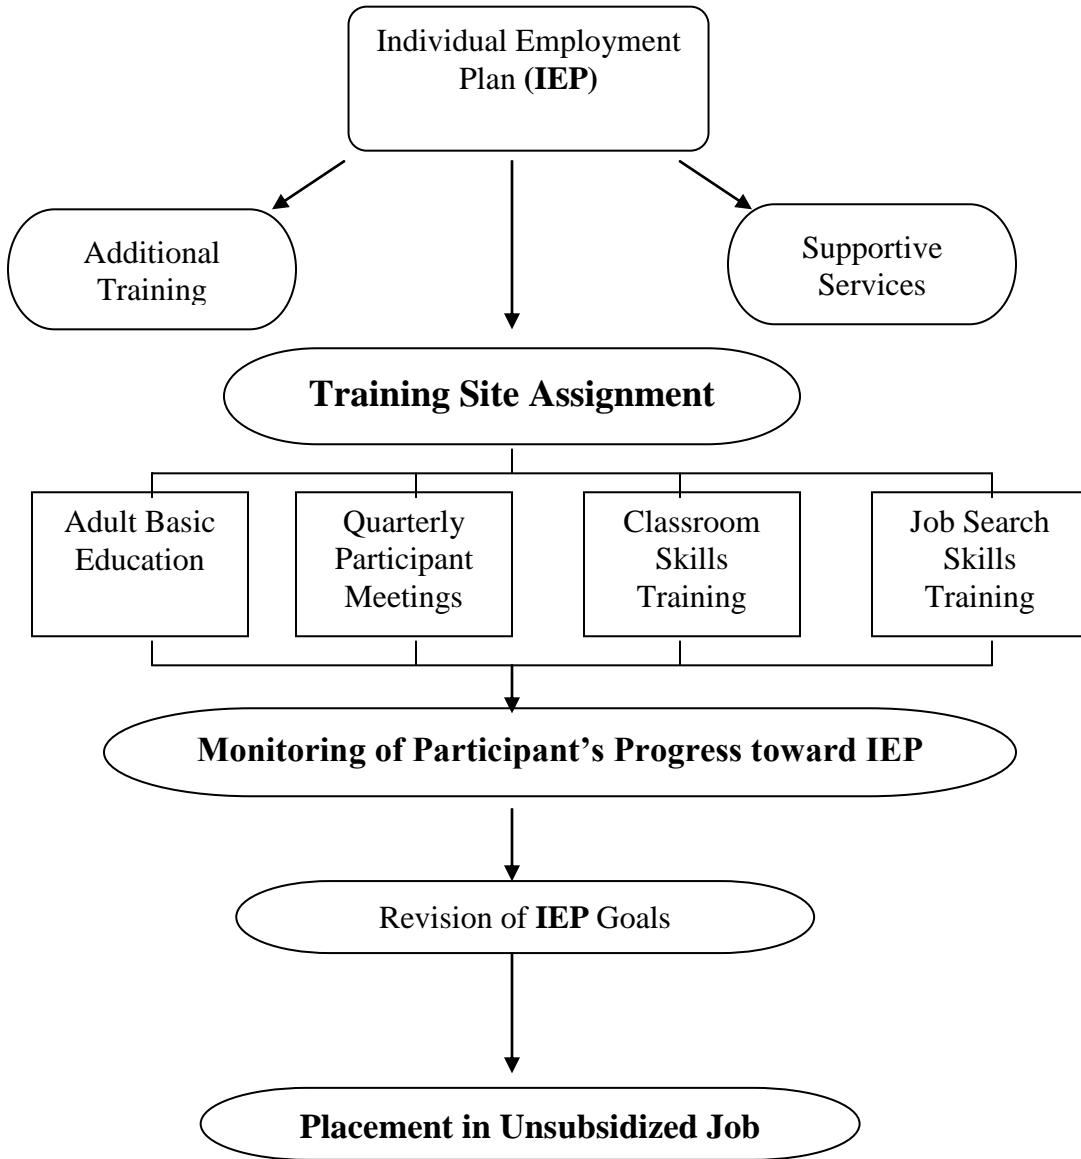 Individual Employment
Plan (IEP)
Additional
Training
Supportive
Services
Training Site Assignment
Adult Basic
Education
Quarterly
Participant
Meetings
Classroom
Skills
Training
Job Search
Skills
Training
Monitoring of Participant’s Progress toward IEP
Revision of IEP Goals
Placement in Unsubsidized Job